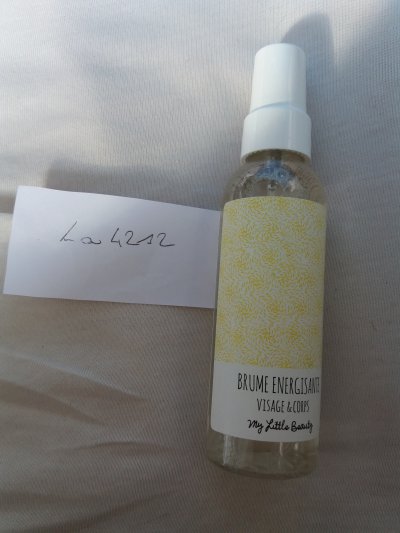 La4212
BRUME ENERGISANTE
VISAGE &CORPS
My Little Beauty